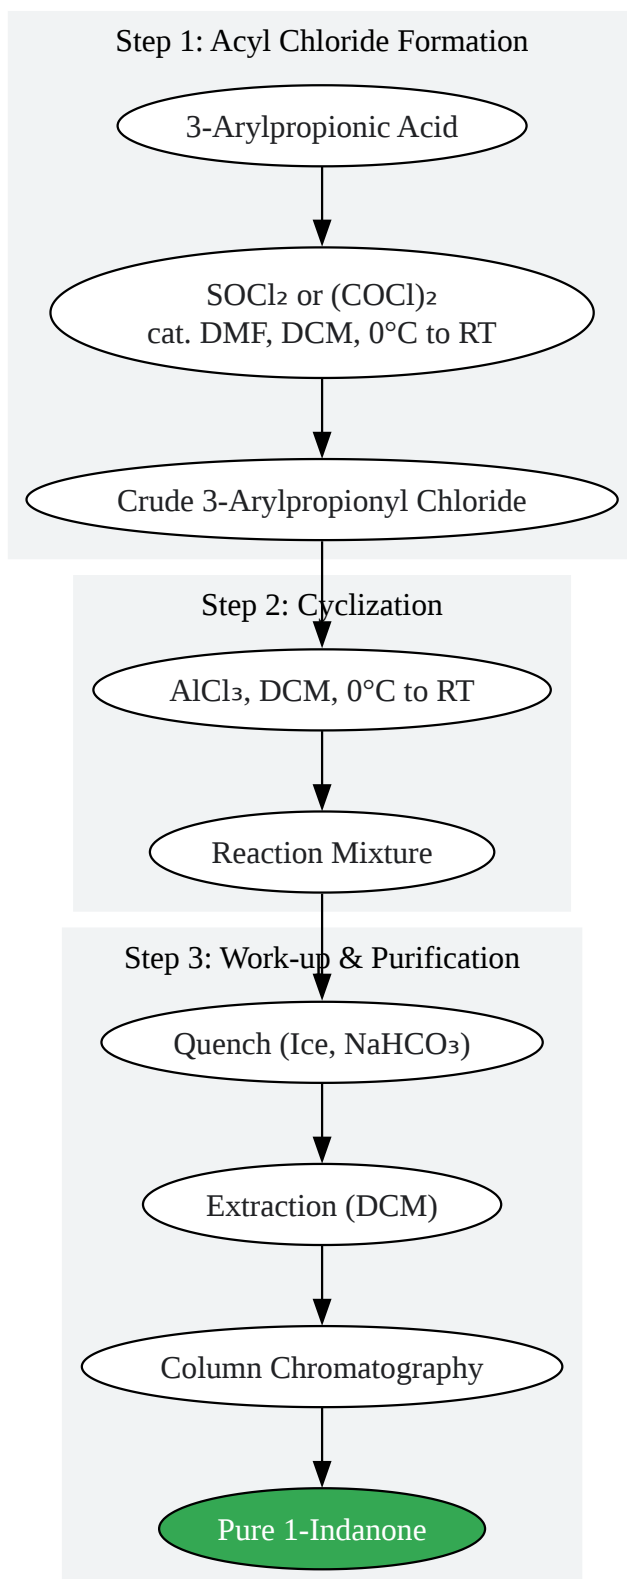 Step 1: Acyl Chloride Formation
3-Arylpropionic Acid
SOCl₂ or (COCl)₂
cat. DMF, DCM, 0°C to RT
Crude 3-Arylpropionyl Chloride
Step 2: Cyclization
AlCl₃, DCM, 0°C to RT
Reaction Mixture
Step 3: Work-up & Purification
Quench (Ice, NaHCO₃)
Extraction (DCM)
Column Chromatography
Pure 1-Indanone